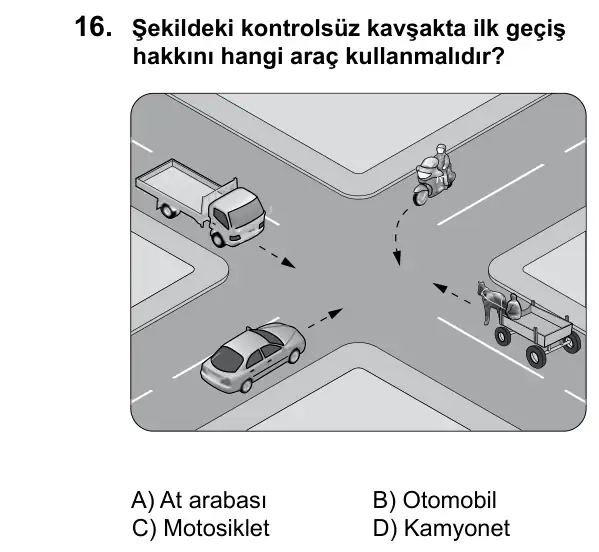 16. Şekildeki kontrolsüz kavşakta ilk geçiş
hakkını hangi araç kullanmalıdır?
A) At arabası
B) Otomobil
C) Motosiklet
D) Kamyonet